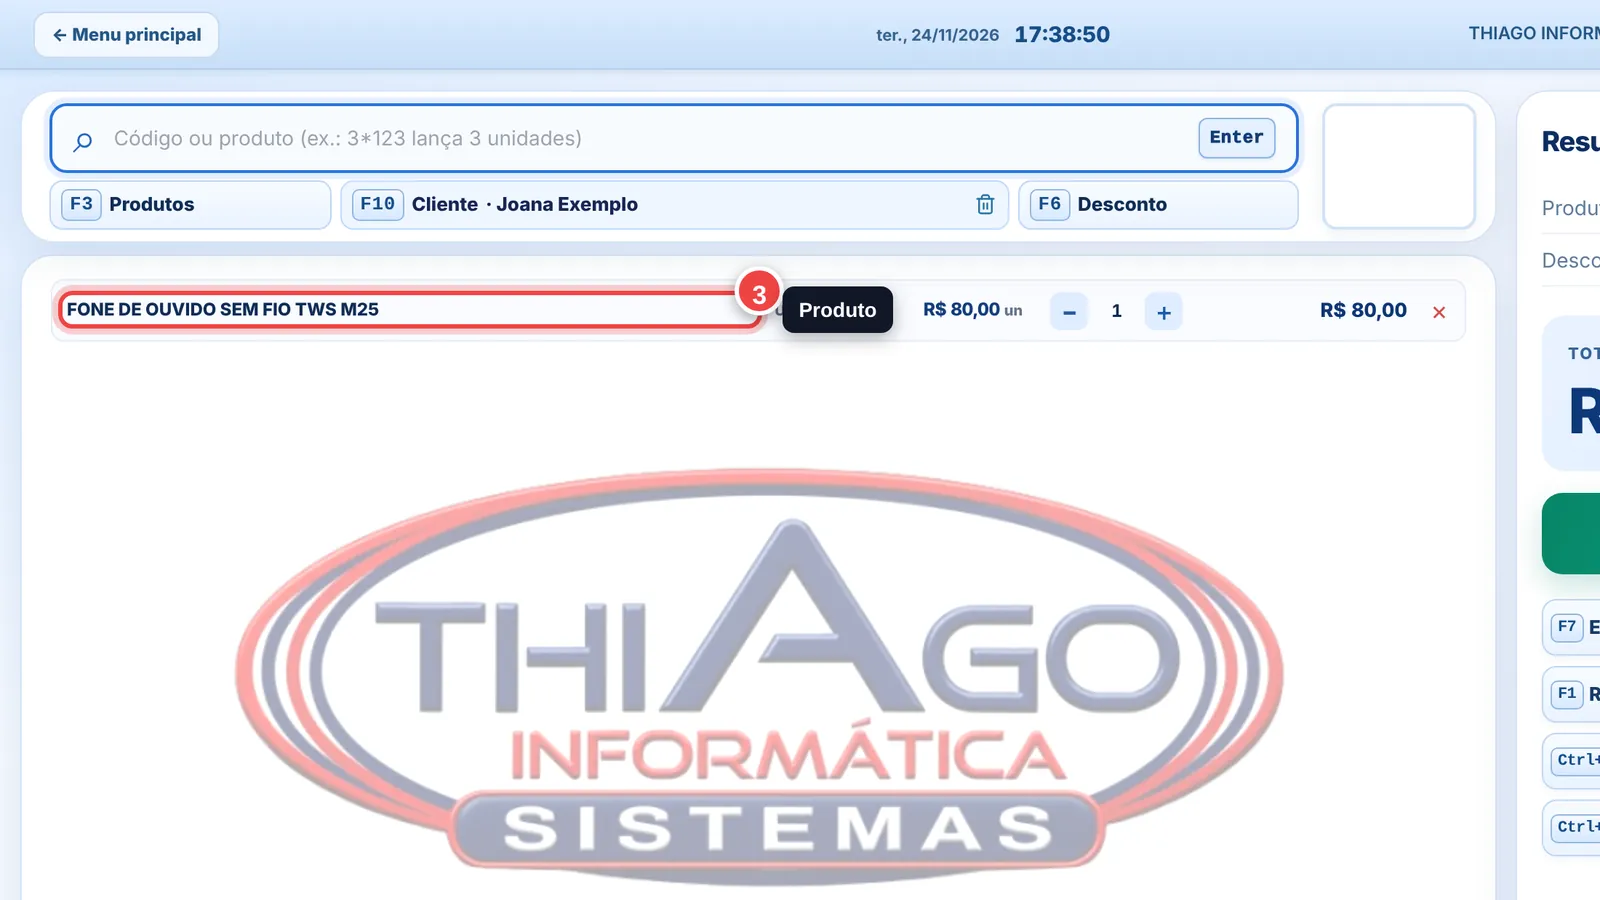 ← Menu principal
ter., 24/11/2026 17:38:50
THIAGO INFORM
Código ou produto (ex.: 3*123 lança 3 unidades)
Enter
F3 Produtos
F10 Cliente · Joana Exemplo
F6 Desconto
FONE DE OUVIDO SEM FIO TWS M25
3
Produto
R$ 80,00 un
− 1 +
R$ 80,00 ×
THIAGO
INFORMÁTICA
SISTEMAS
Resu
Produ
Desco
TOT
R
F7 E
F1 R
Ctrl+
Ctrl+